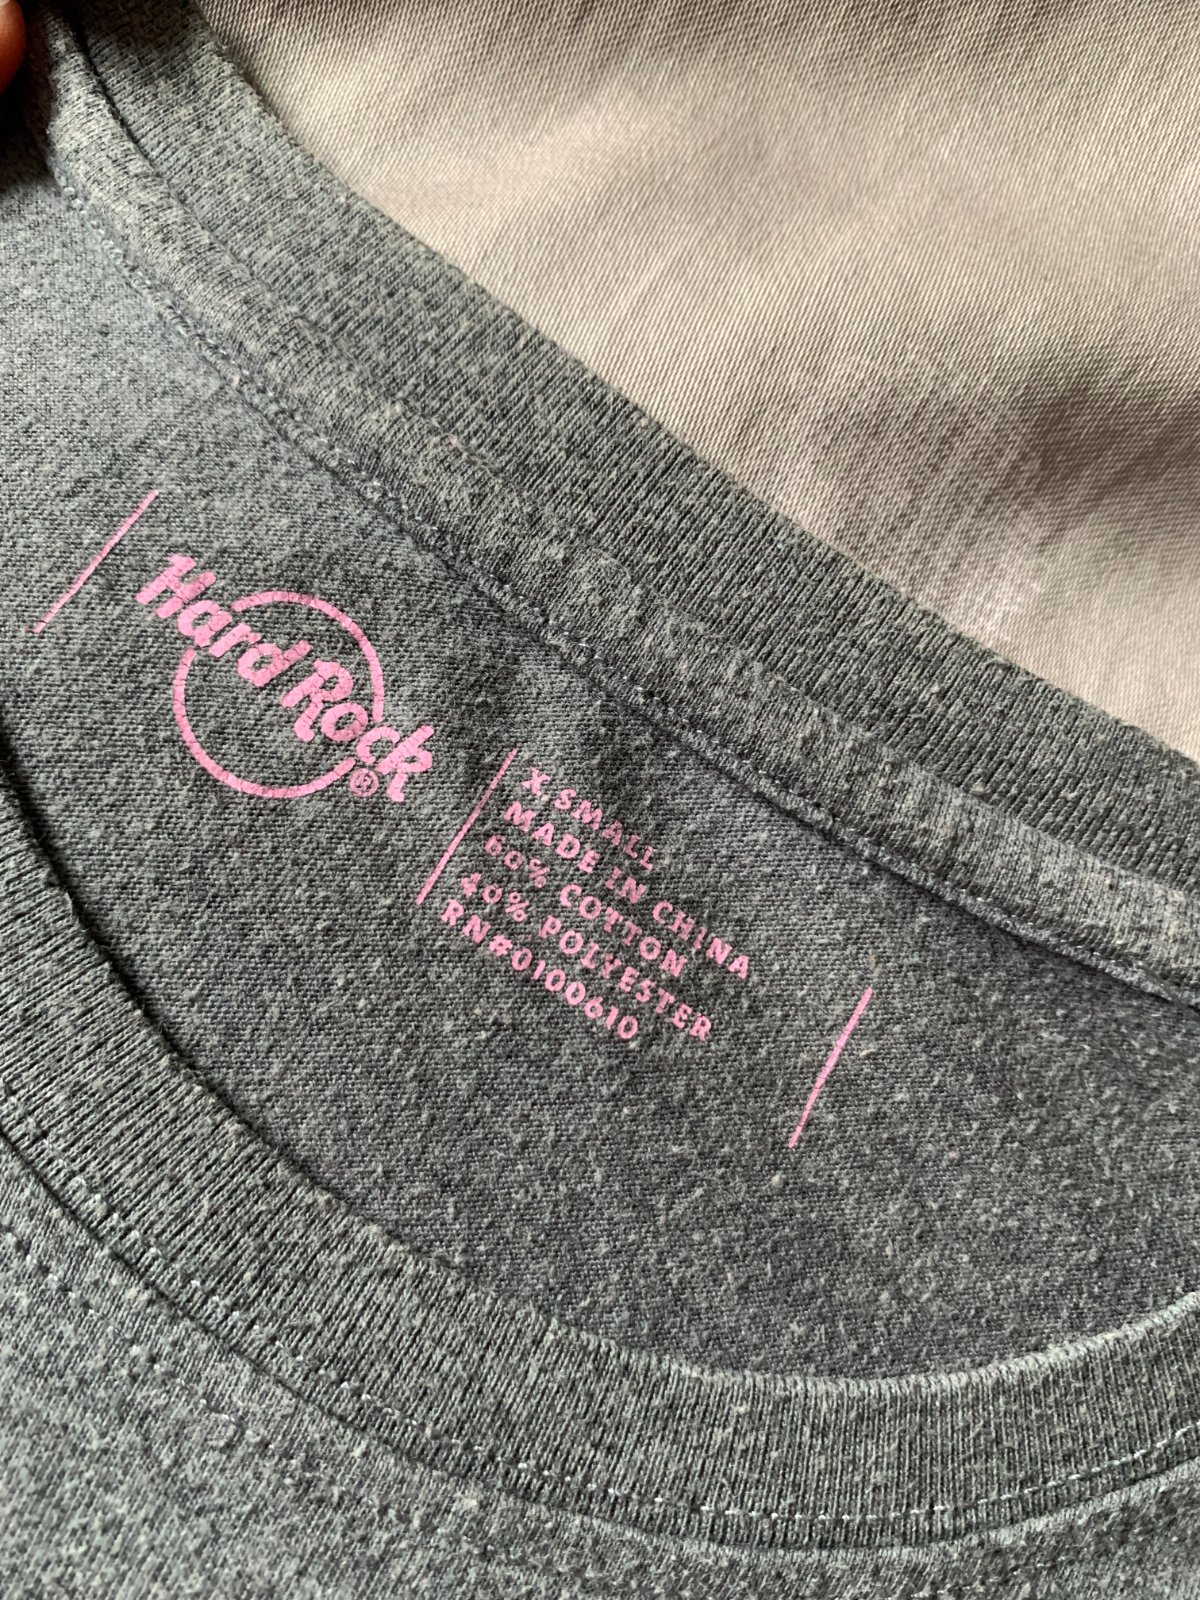 Hard Rock
®
X SMALL
MADE IN CHINA
60% COTTON
40% POLYESTER
RN#0100610